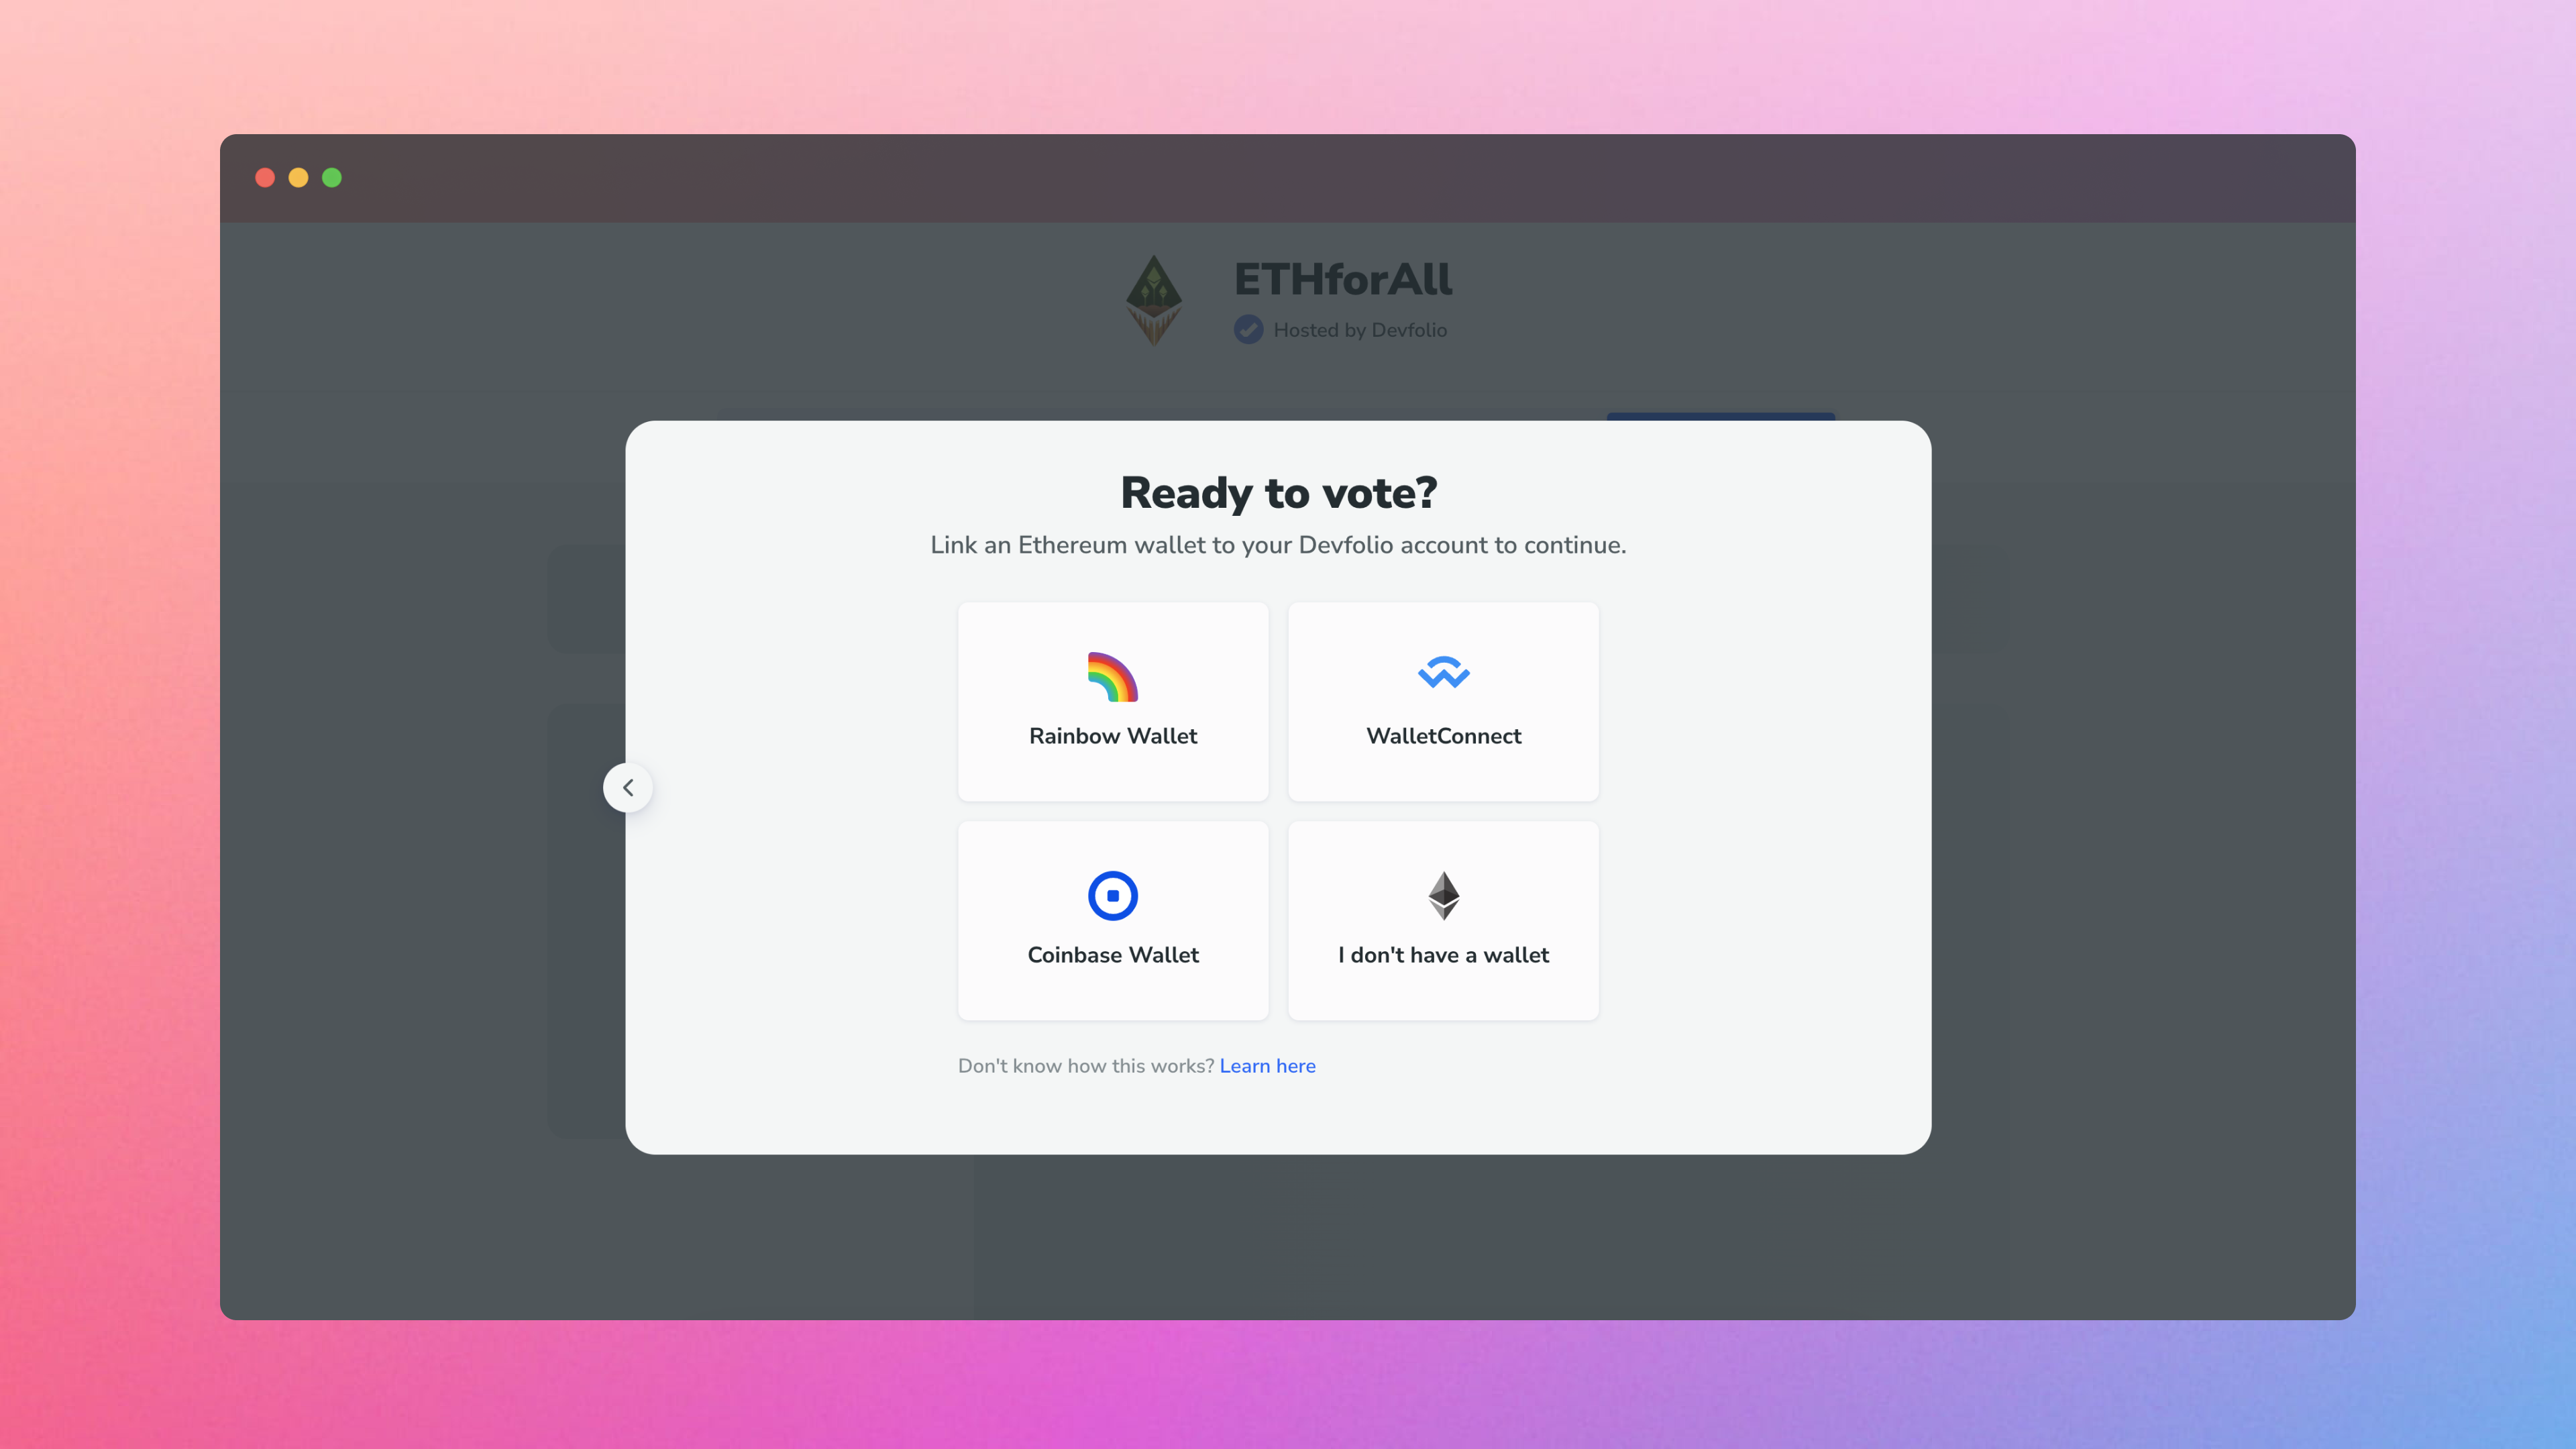 ETHforAll
Hosted by Devfolio
Ready to vote?
Link an Ethereum wallet to your Devfolio account to continue.
Rainbow Wallet
WalletConnect
Coinbase Wallet
I don't have a wallet
Don't know how this works? Learn here